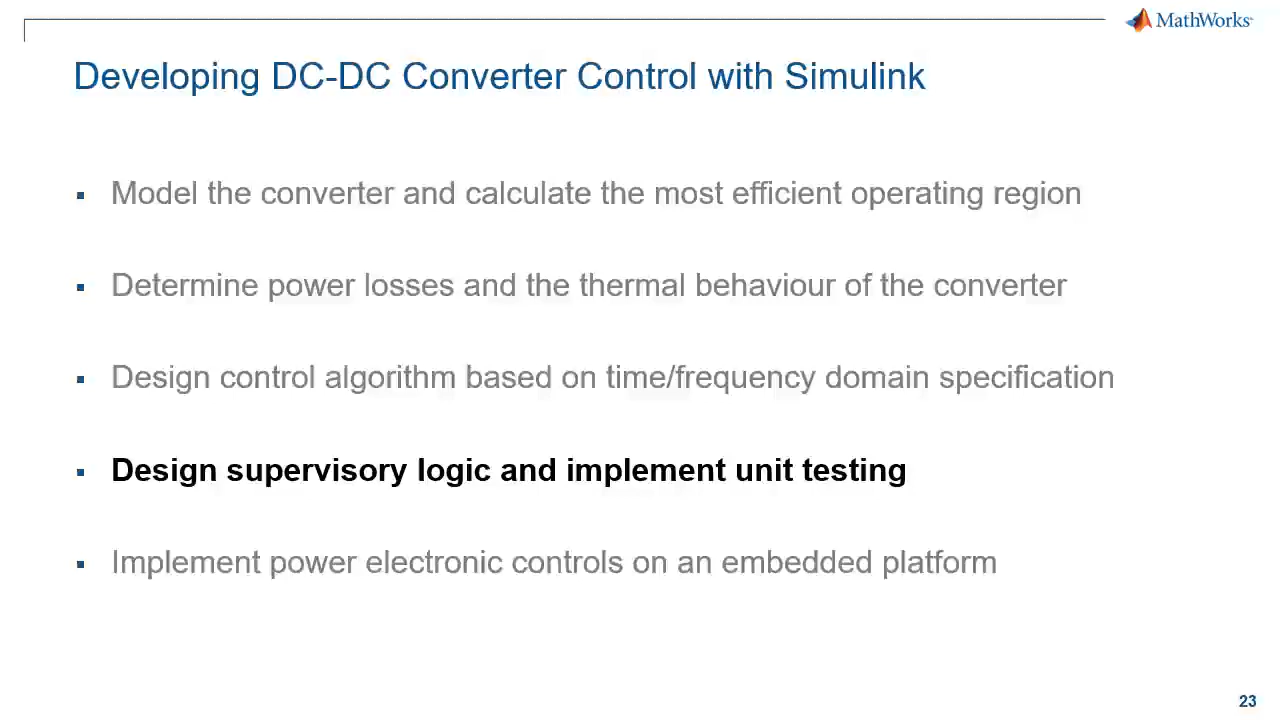 MathWorks
Developing DC-DC Converter Control with Simulink
▪ Model the converter and calculate the most efficient operating region
▪ Determine power losses and the thermal behaviour of the converter
▪ Design control algorithm based on time/frequency domain specification
▪ Design supervisory logic and implement unit testing
▪ Implement power electronic controls on an embedded platform
23